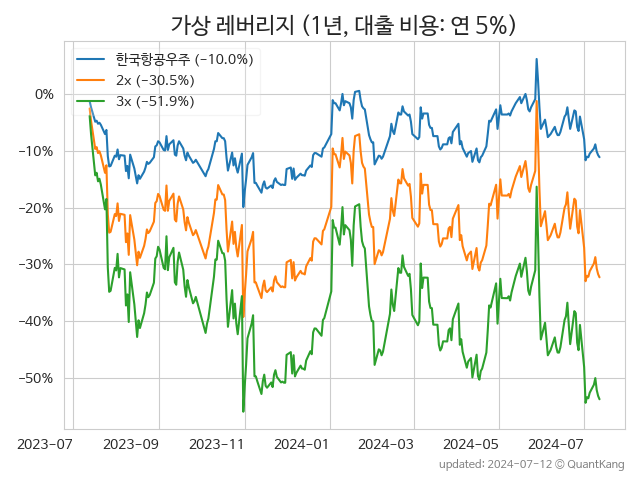 가상 레버리지 (1년, 대출 비용: 연 5%)
한국항공우주 (−10.0%)
2x (−30.5%)
3x (−51.9%)
0%
−10%
−20%
−30%
−40%
−50%
2023-07 2023-09 2023-11 2024-01 2024-03 2024-05 2024-07
updated: 2024-07-12 © QuantKang